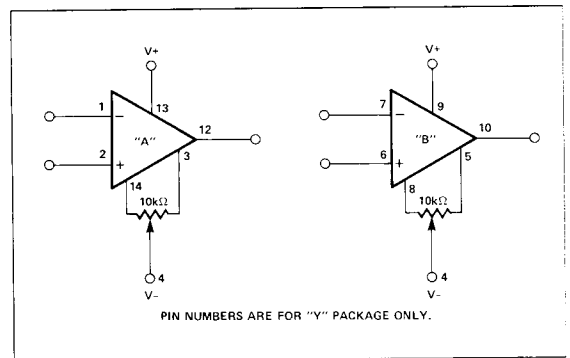 V+ V+
1 13 7 9
− −
"A" 12 "B" 10
2 + 3 6 + 5
14 8
10kΩ 10kΩ
4 4
V− V−
PIN NUMBERS ARE FOR "Y" PACKAGE ONLY.